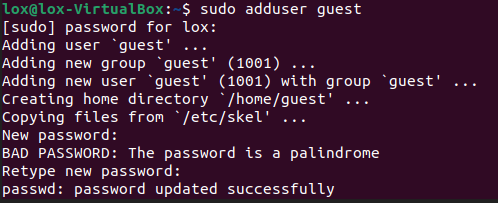 lox@lox-VirtualBox:~$ sudo adduser guest
[sudo] password for lox:
Adding user `guest' ...
Adding new group `guest' (1001) ...
Adding new user `guest' (1001) with group `guest' ...
Creating home directory `/home/guest' ...
Copying files from `/etc/skel' ...
New password:
BAD PASSWORD: The password is a palindrome
Retype new password:
passwd: password updated successfully